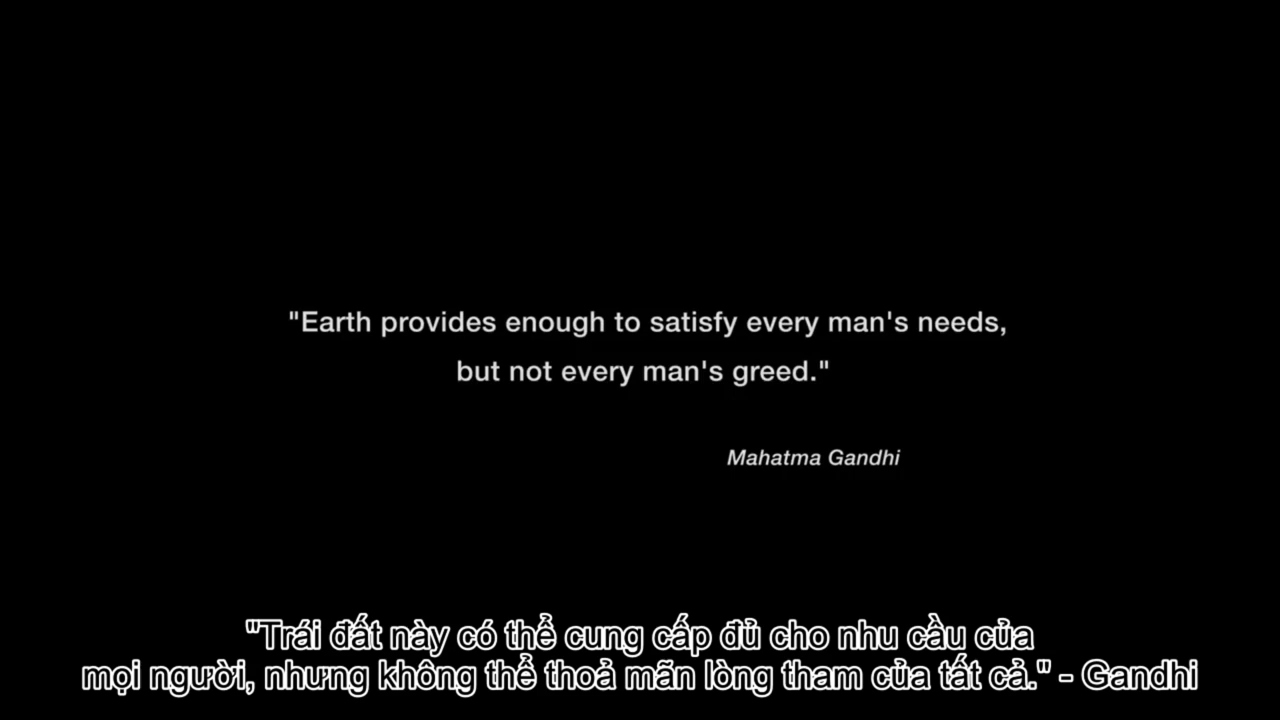 "Earth provides enough to satisfy every man's needs,
but not every man's greed."
Mahatma Gandhi
"Trái đất này có thể cung cấp đủ cho nhu cầu của
mọi người, nhưng không thể thoả mãn lòng tham của tất cả." - Gandhi